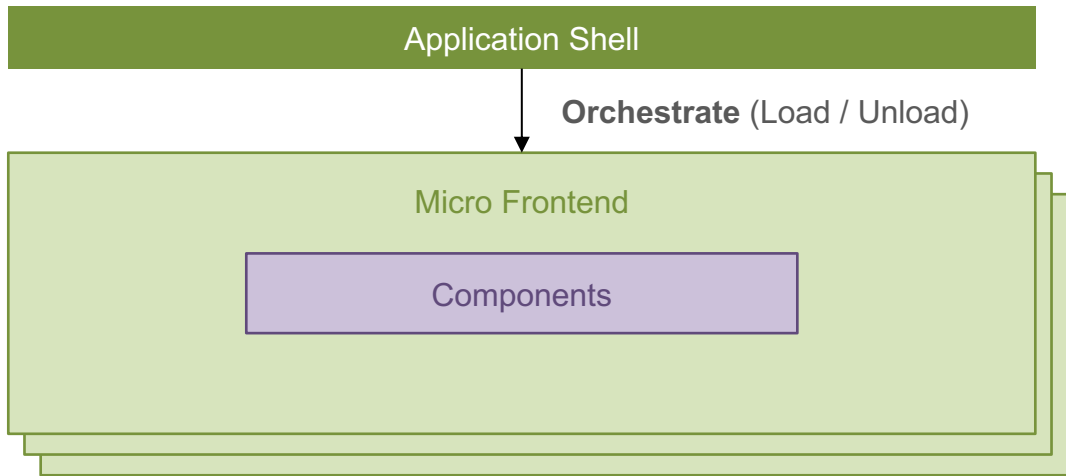 Application Shell
Orchestrate (Load / Unload)
Micro Frontend
Components